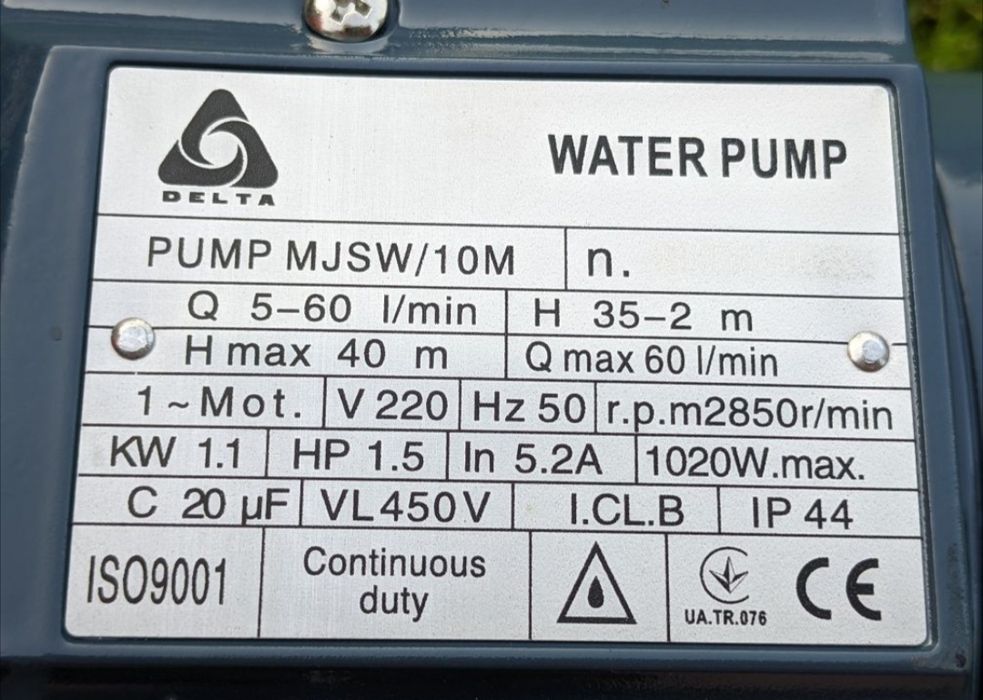 DELTA
WATER PUMP
PUMP MJSW/10M n.
Q 5-60 l/min H 35-2 m
H max 40 m Q max 60 l/min
1~Mot. V 220 Hz 50 r.p.m2850r/min
KW 1.1 HP 1.5 In 5.2A 1020W.max.
C 20 µF VL450V I.CL.B IP 44
ISO9001
Continuous
duty
UA.TR.076
CE